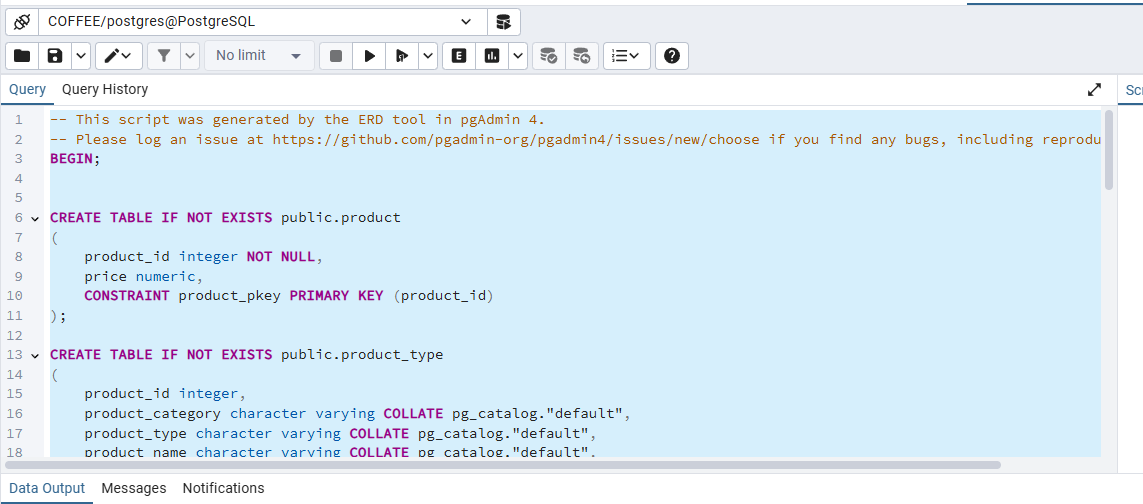 COFFEE/postgres@PostgreSQL
No limit
E
Query Query History
Scr
1 -- This script was generated by the ERD tool in pgAdmin 4.
2 -- Please log an issue at https://github.com/pgadmin-org/pgadmin4/issues/new/choose if you find any bugs, including reprodu
3 BEGIN;
4
5
6 CREATE TABLE IF NOT EXISTS public.product
7 (
8 product_id integer NOT NULL,
9 price numeric,
10 CONSTRAINT product_pkey PRIMARY KEY (product_id)
11 );
12
13 CREATE TABLE IF NOT EXISTS public.product_type
14 (
15 product_id integer,
16 product_category character varying COLLATE pg_catalog."default",
17 product_type character varying COLLATE pg_catalog."default",
18 product_name character varying COLLATE pg_catalog."default",
Data Output Messages Notifications